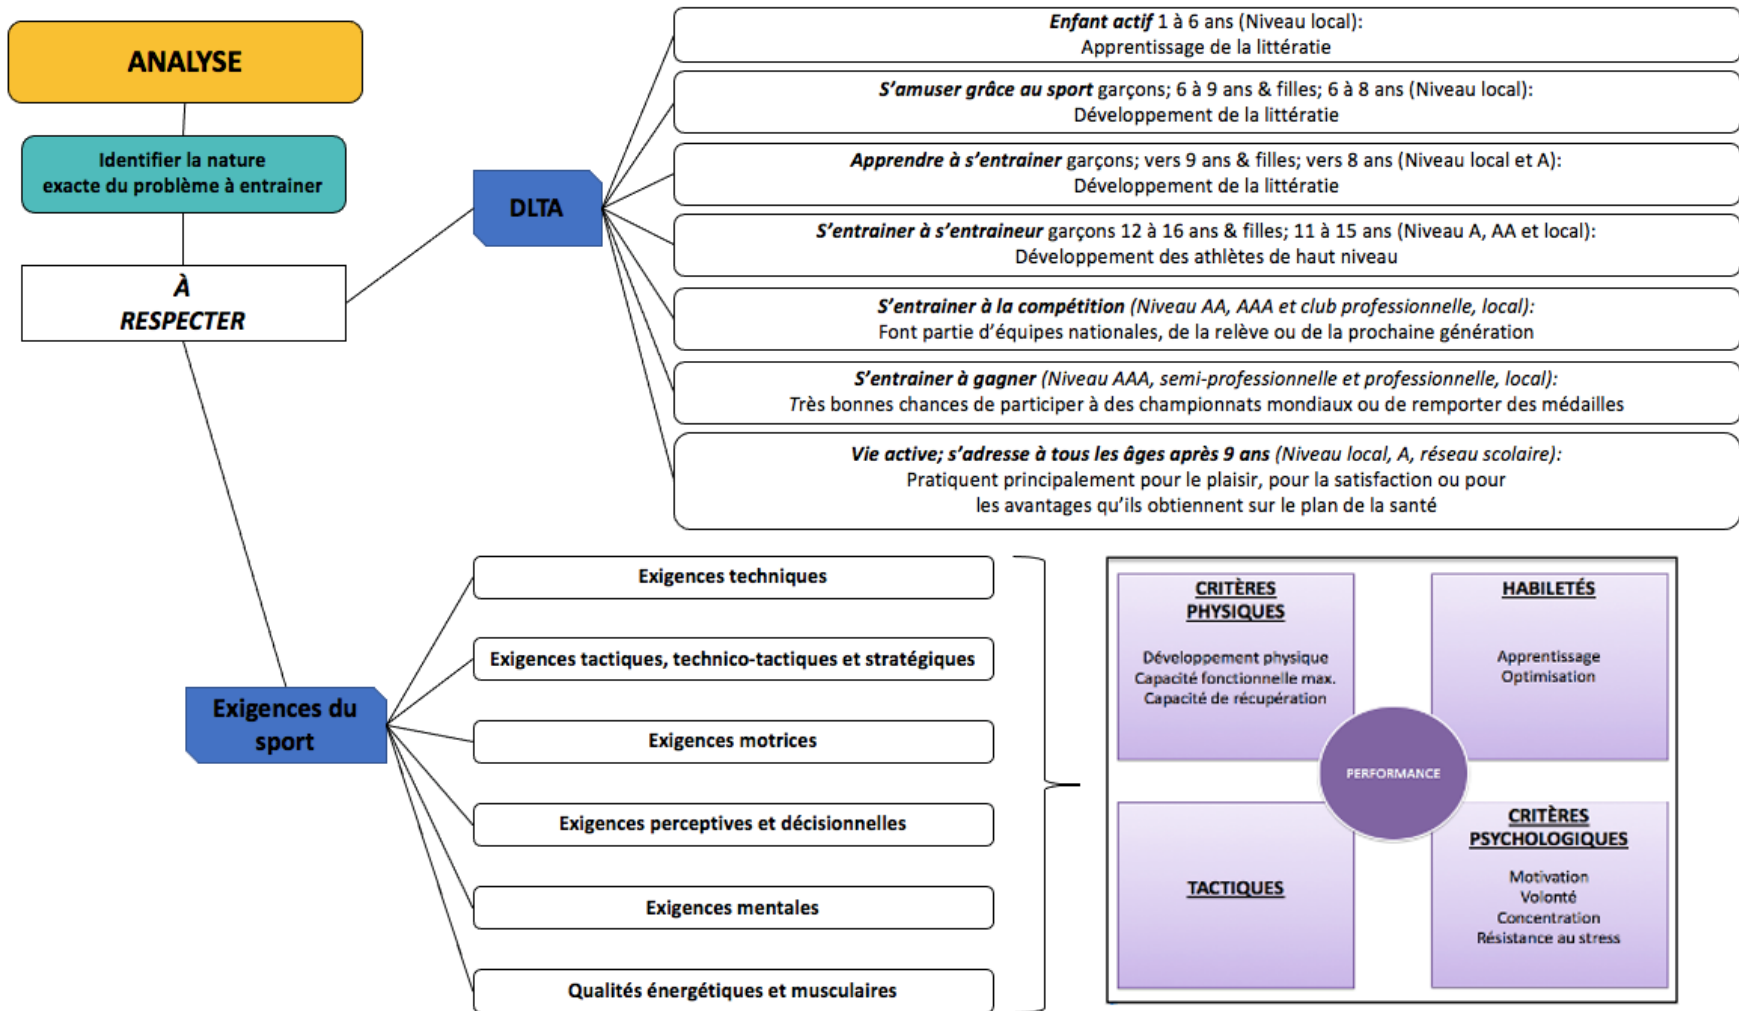 ANALYSE
Identifier la nature
exacte du problème à entrainer
À
RESPECTER
DLTA
Enfant actif 1 à 6 ans (Niveau local):
Apprentissage de la littératie
S'amuser grâce au sport garçons; 6 à 9 ans & filles; 6 à 8 ans (Niveau local):
Développement de la littératie
Apprendre à s'entrainer garçons; vers 9 ans & filles; vers 8 ans (Niveau local et A):
Développement de la littératie
S'entrainer à s'entraineur garçons 12 à 16 ans & filles; 11 à 15 ans (Niveau A, AA et local):
Développement des athlètes de haut niveau
S'entrainer à la compétition (Niveau AA, AAA et club professionnelle, local):
Font partie d'équipes nationales, de la relève ou de la prochaine génération
S'entrainer à gagner (Niveau AAA, semi-professionnelle et professionnelle, local):
Très bonnes chances de participer à des championnats mondiaux ou de remporter des médailles
Vie active; s'adresse à tous les âges après 9 ans (Niveau local, A, réseau scolaire):
Pratiquent principalement pour le plaisir, pour la satisfaction ou pour
les avantages qu'ils obtiennent sur le plan de la santé
Exigences du
sport
Exigences techniques
Exigences tactiques, technico-tactiques et stratégiques
Exigences motrices
Exigences perceptives et décisionnelles
Exigences mentales
Qualités énergétiques et musculaires
CRITÈRES
PHYSIQUES
Développement physique
Capacité fonctionnelle max.
Capacité de récupération
HABILETÉS
Apprentissage
Optimisation
PERFORMANCE
TACTIQUES
CRITÈRES
PSYCHOLOGIQUES
Motivation
Volonté
Concentration
Résistance au stress